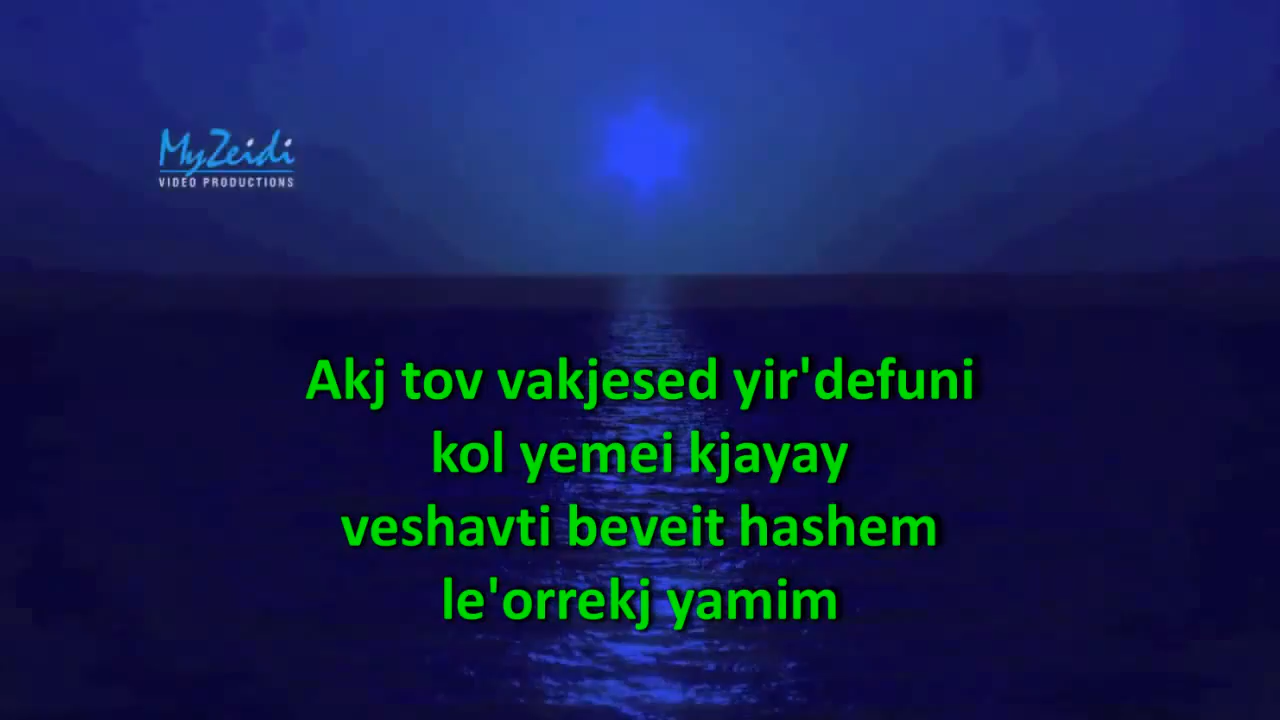 MyZeidi
VIDEO PRODUCTIONS
Akj tov vakjesed yir'defuni
kol yemei kjayay
veshavti beveit hashem
le'orrekj yamim